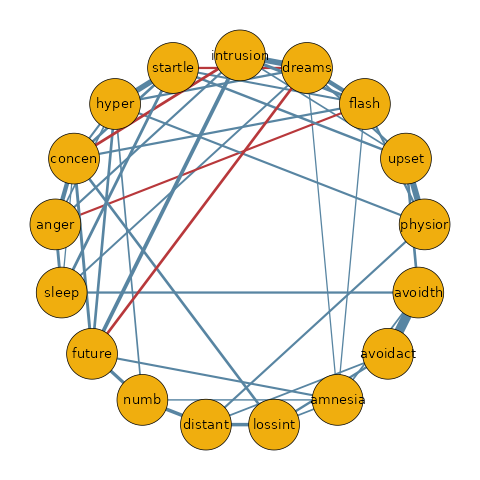 intrusion
dreams
flash
upset
physior
avoidth
avoidact
amnesia
lossint
distant
numb
future
sleep
anger
concen
hyper
startle